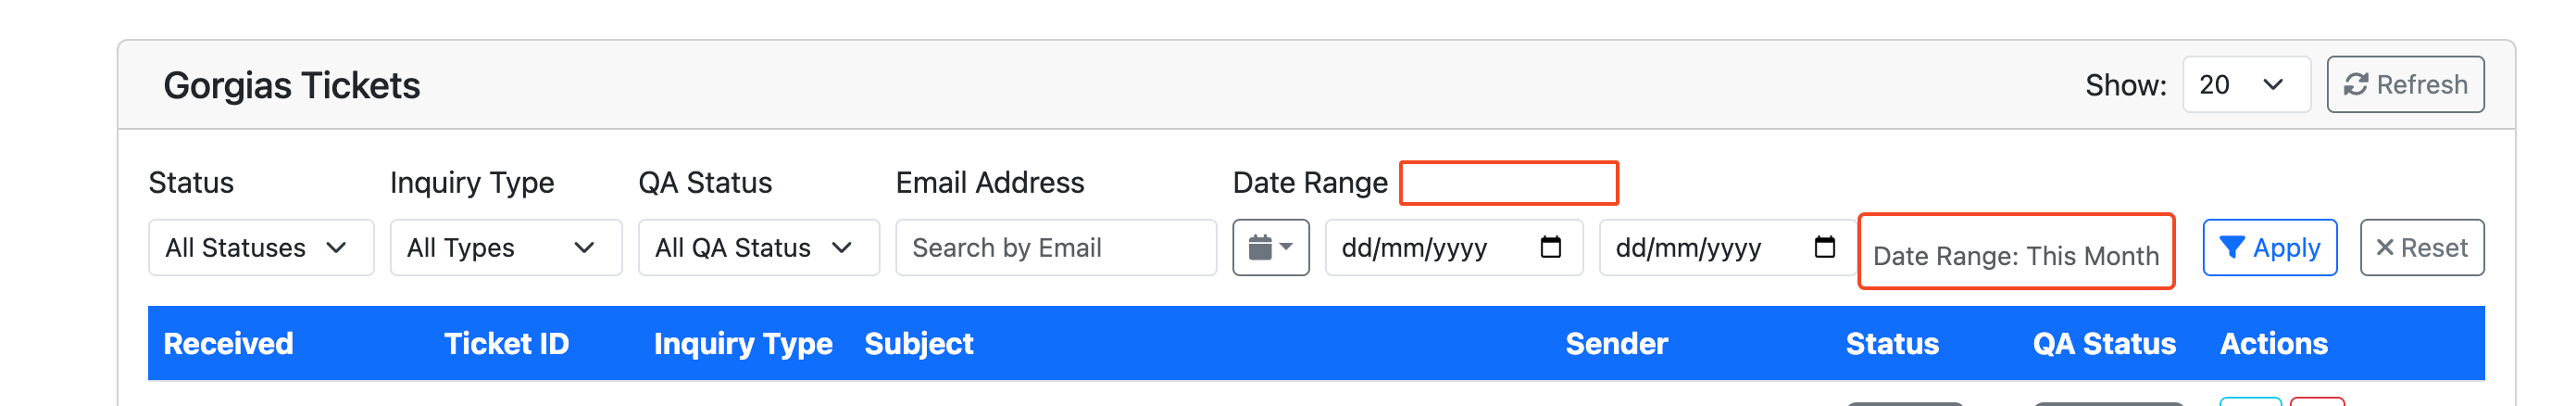 Gorgias Tickets
Show: 20 Refresh
Status Inquiry Type QA Status Email Address Date Range
All Statuses All Types All QA Status Search by Email dd/mm/yyyy dd/mm/yyyy Date Range: This Month Apply Reset
Received Ticket ID Inquiry Type Subject Sender Status QA Status Actions